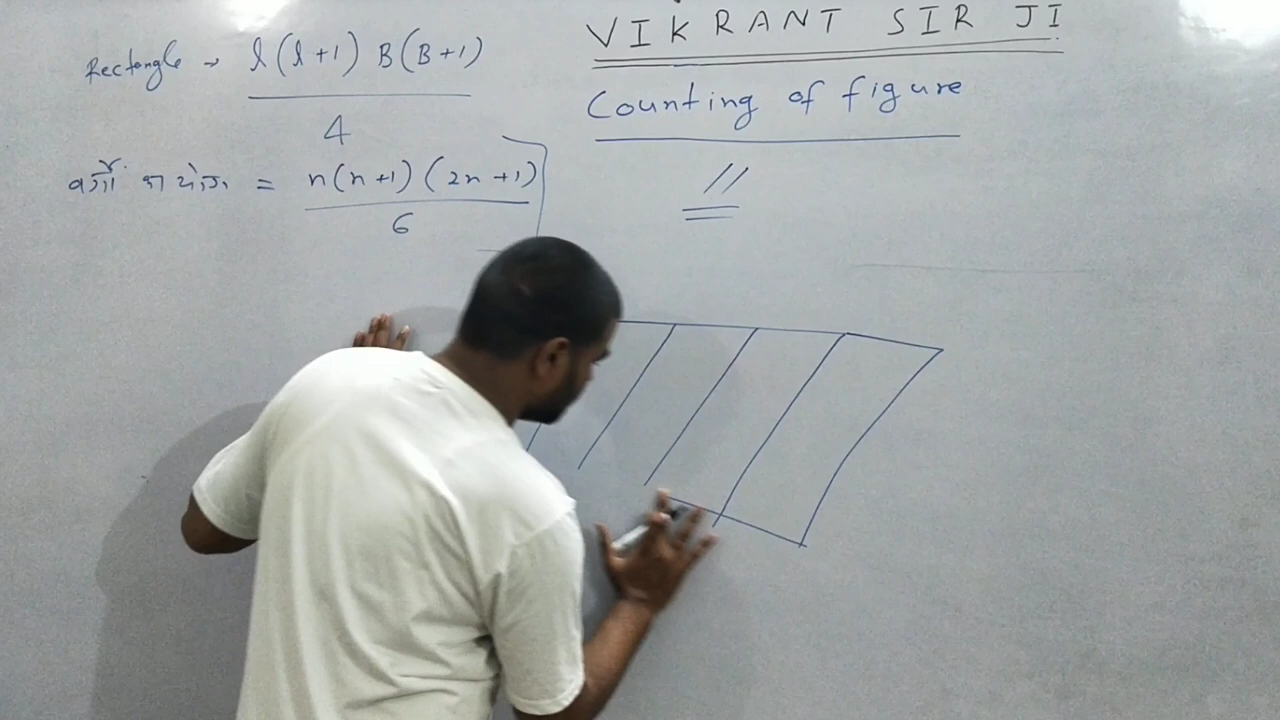 VIKRANT SIR JI
Counting of figure
//
Rectangle → l(l+1) B(B+1)
4
वर्गों का योग = n(n+1)(2n+1)
6